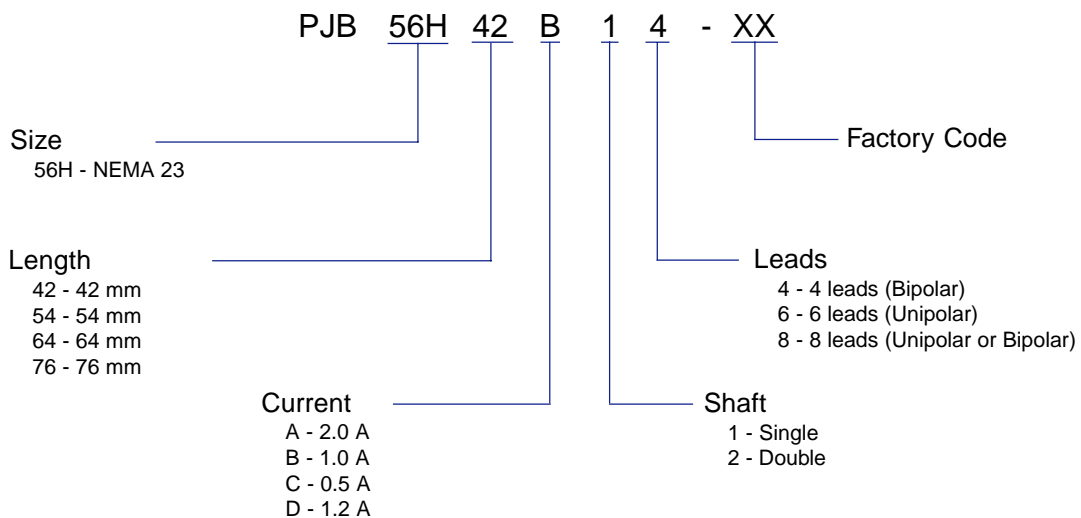 PJB 56H 42 B 1 4 - XX
Size
56H - NEMA 23
Factory Code
Length
42 - 42 mm
54 - 54 mm
64 - 64 mm
76 - 76 mm
Leads
4 - 4 leads (Bipolar)
6 - 6 leads (Unipolar)
8 - 8 leads (Unipolar or Bipolar)
Current
A - 2.0 A
B - 1.0 A
C - 0.5 A
D - 1.2 A
Shaft
1 - Single
2 - Double